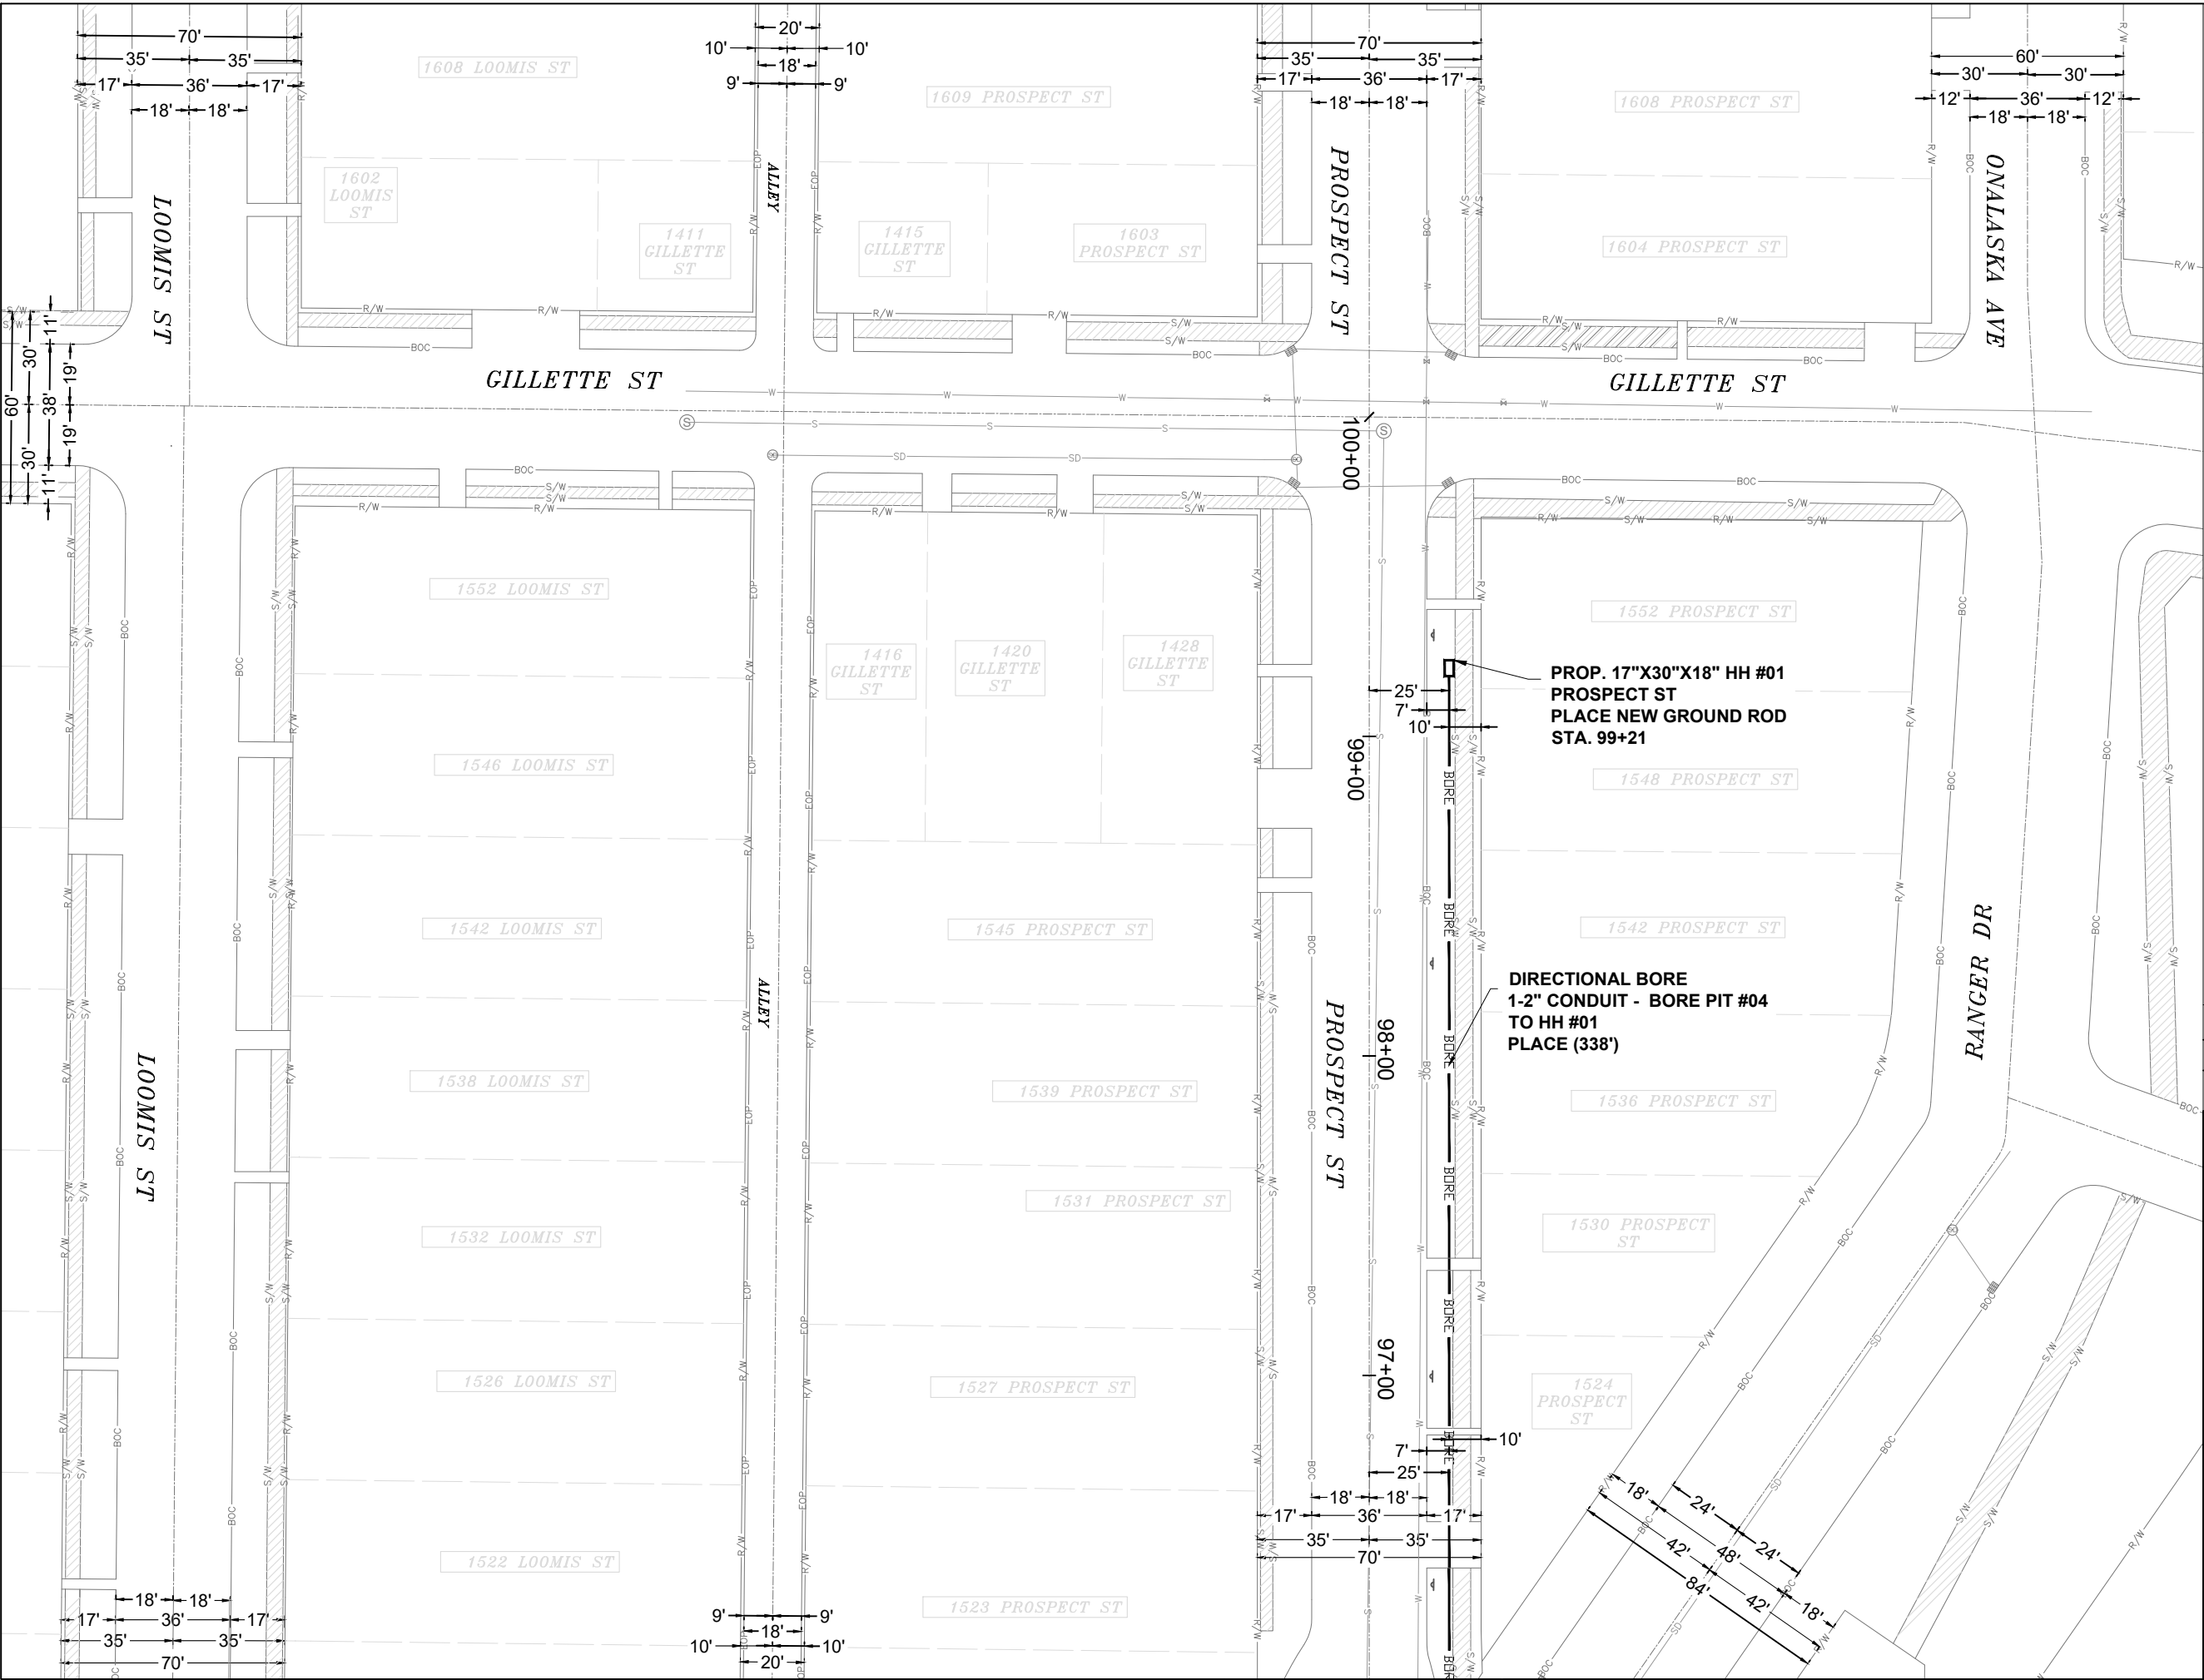 70'
35' 35'
17' 36' 17'
18' 18'
20'
10' 10'
18'
9' 9'
70'
35' 35'
17' 36' 17'
18' 18'
60'
30' 30'
12' 36' 12'
18' 18'
1608 LOOMIS ST
1609 PROSPECT ST
1608 PROSPECT ST
1602
LOOMIS
ST
1411
GILLETTE
ST
1415
GILLETTE
ST
1603
PROSPECT ST
1604 PROSPECT ST
LOOMIS ST
ALLEY
PROSPECT ST
ONALASKA AVE
60'
30'
30'
11'
38'
11'
19'
19'
GILLETTE ST
GILLETTE ST
R/W
S/W
BOC
EOP
W
S
SD
100+00
1552 LOOMIS ST
1546 LOOMIS ST
1542 LOOMIS ST
1538 LOOMIS ST
1532 LOOMIS ST
1526 LOOMIS ST
1522 LOOMIS ST
1416
GILLETTE
ST
1420
GILLETTE
ST
1428
GILLETTE
ST
1545 PROSPECT ST
1539 PROSPECT ST
1531 PROSPECT ST
1527 PROSPECT ST
1523 PROSPECT ST
1552 PROSPECT ST
1548 PROSPECT ST
1542 PROSPECT ST
1536 PROSPECT ST
1530 PROSPECT
ST
1524
PROSPECT
ST
PROP. 17"X30"X18" HH #01
PROSPECT ST
PLACE NEW GROUND ROD
STA. 99+21
25'
7'
10'
99+00
BORE
BORE
BORE
BORE
BORE
BORE
BORE
DIRECTIONAL BORE
1-2" CONDUIT - BORE PIT #04
TO HH #01
PLACE (338')
98+00
97+00
LOOMIS ST
ALLEY
PROSPECT ST
RANGER DR
10'
7'
25'
18' 18'
17' 36' 17'
35' 35'
70'
18' 18'
17' 36' 17'
35' 35'
70'
9' 9'
18'
10' 10'
20'
18' 24'
42' 48' 24'
84' 42' 18'